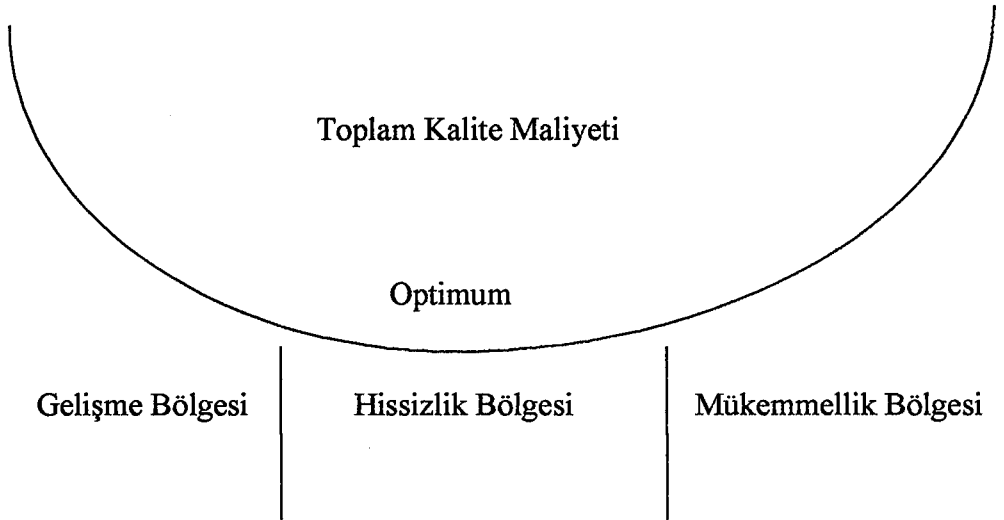 Toplam Kalite Maliyeti
Optimum
Gelişme Bölgesi
Hissizlik Bölgesi
Mükemmellik Bölgesi